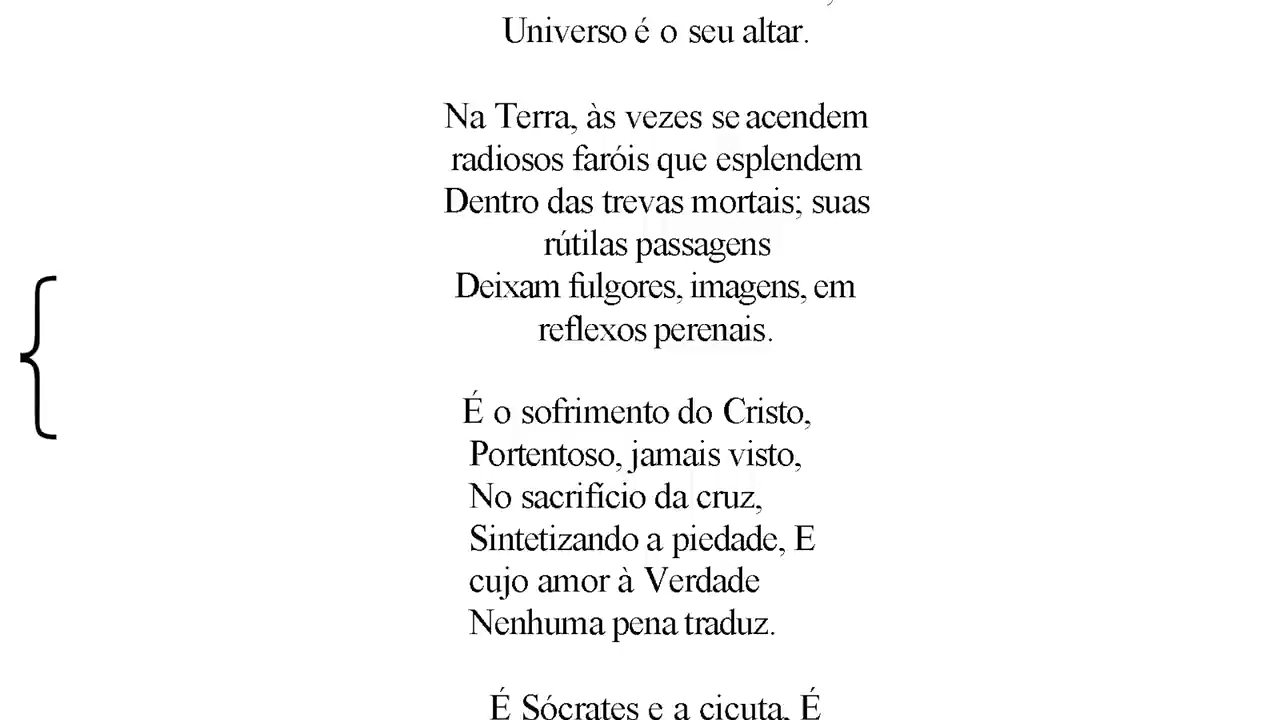 Universo é o seu altar.
Na Terra, às vezes se acendem
radiosos faróis que esplendem
Dentro das trevas mortais; suas
rútilas passagens
Deixam fulgores, imagens, em
reflexos perenais.
É o sofrimento do Cristo,
Portentoso, jamais visto,
No sacrifício da cruz,
Sintetizando a piedade, E
cujo amor à Verdade
Nenhuma pena traduz.
É Sócrates e a cicuta, É